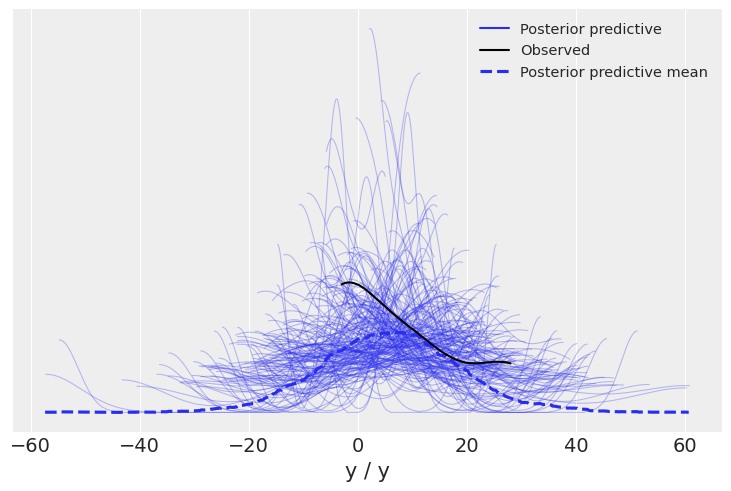 Posterior predictive
Observed
Posterior predictive mean
−60 −40 −20 0 20 40 60
y / y